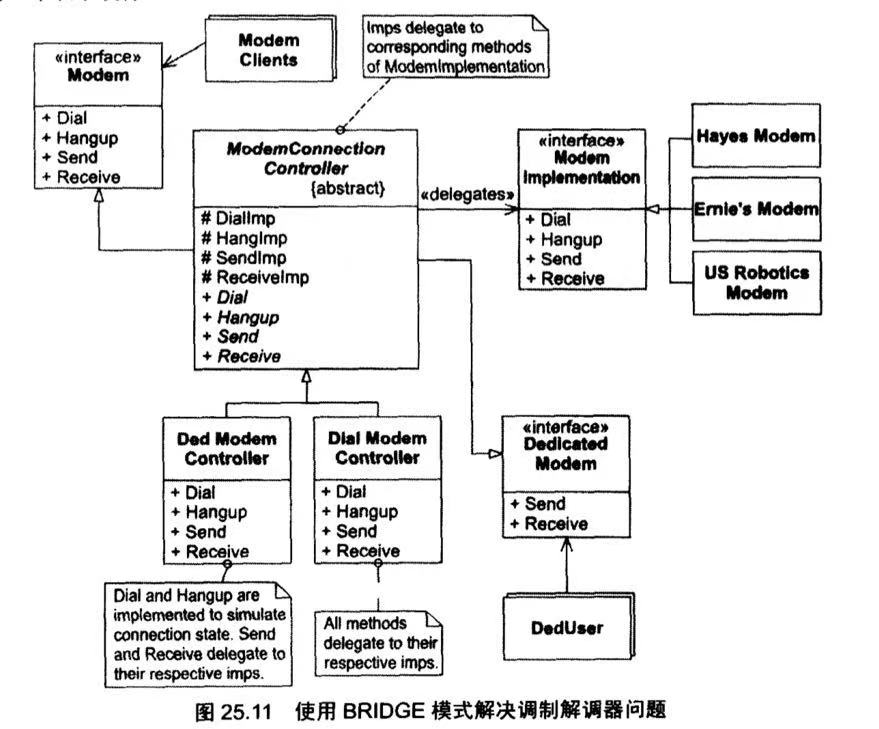 Modem
Clients
Imps delegate to
corresponding methods
of ModemImplementation
«interface»
Modem
+ Dial
+ Hangup
+ Send
+ Receive
ModemConnection
Controller
{abstract}
# DialImp
# HangImp
# SendImp
# ReceiveImp
+ Dial
+ Hangup
+ Send
+ Receive
«delegates»
«interface»
Modem
Implementation
+ Dial
+ Hangup
+ Send
+ Receive
Hayes Modem
Ernie's Modem
US Robotics
Modem
Ded Modem
Controller
+ Dial
+ Hangup
+ Send
+ Receive
Dial Modem
Controller
+ Dial
+ Hangup
+ Send
+ Receive
«interface»
Dedicated
Modem
+ Send
+ Receive
Dial and Hangup are
implemented to simulate
connection state. Send
and Receive delegate to
their respective imps.
All methods
delegate to their
respective imps.
DedUser
图 25.11 使用 BRIDGE 模式解决调制解调器问题